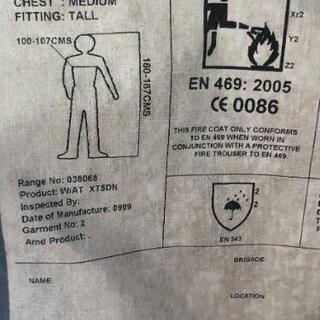 CHEST : MEDIUM
FITTING: TALL
100-107CMS
180-187CMS
Xf2
Y2
Z2
EN 469: 2005
CE 0086
THIS FIRE COAT ONLY CONFORMS
TO EN 469 WHEN WORN IN
CONJUNCTION WITH A PROTECTIVE
FIRE TROUSER TO EN 469
Range No: 038068
Product: W/AT XT5DN
Inspected By:
Date of Manufacture: 0909
Garment No: 2
Amd Product: .
2
2
EN 343
NAME:
BRIGADE:
LOCATION: